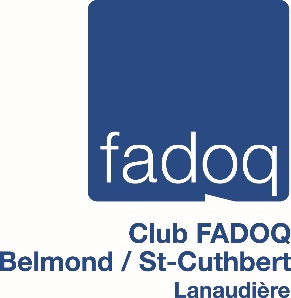 fadoq
Club FADOQ
Belmond / St-Cuthbert
Lanaudière